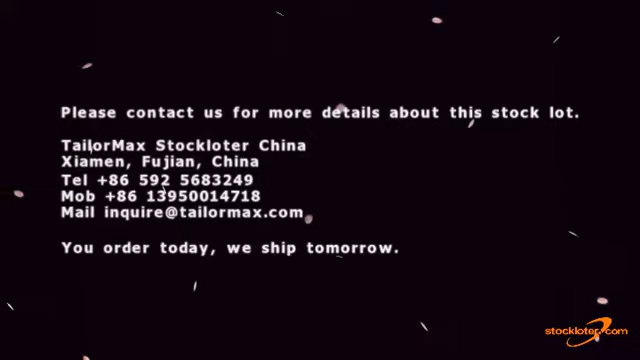 Please contact us for more details about this stock lot.
TailorMax Stockloter China
Xiamen, Fujian, China
Tel +86 592 5683249
Mob +86 13950014718
Mail inquire@tailormax.com
You order today, we ship tomorrow.
stockloter.com